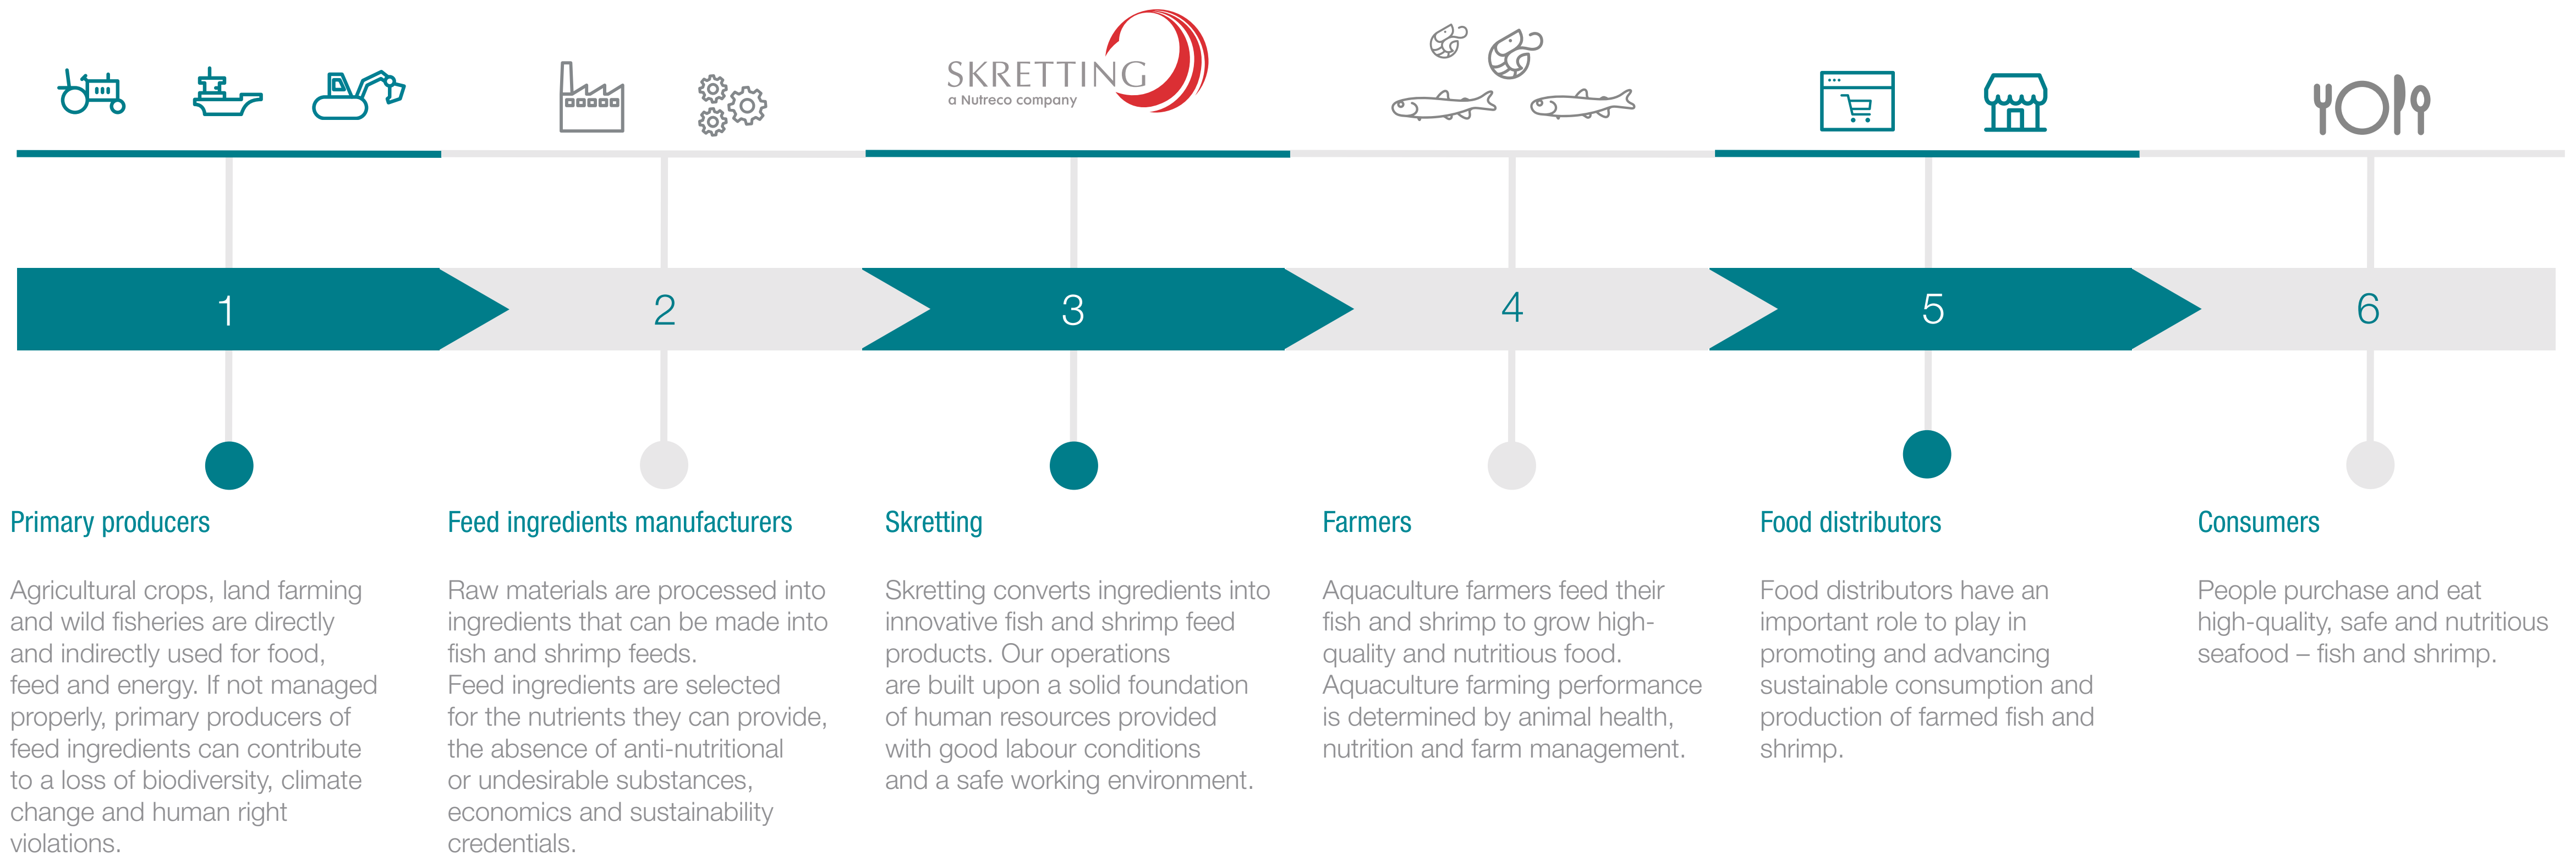 SKRETTING
a Nutreco company
1
2
3
4
5
6
Primary producers
Agricultural crops, land farming
and wild fisheries are directly
and indirectly used for food,
feed and energy. If not managed
properly, primary producers of
feed ingredients can contribute
to a loss of biodiversity, climate
change and human right
violations.
Feed ingredients manufacturers
Raw materials are processed into
ingredients that can be made into
fish and shrimp feeds.
Feed ingredients are selected
for the nutrients they can provide,
the absence of anti-nutritional
or undesirable substances,
economics and sustainability
credentials.
Skretting
Skretting converts ingredients into
innovative fish and shrimp feed
products. Our operations
are built upon a solid foundation
of human resources provided
with good labour conditions
and a safe working environment.
Farmers
Aquaculture farmers feed their
fish and shrimp to grow high-
quality and nutritious food.
Aquaculture farming performance
is determined by animal health,
nutrition and farm management.
Food distributors
Food distributors have an
important role to play in
promoting and advancing
sustainable consumption and
production of farmed fish and
shrimp.
Consumers
People purchase and eat
high-quality, safe and nutritious
seafood – fish and shrimp.